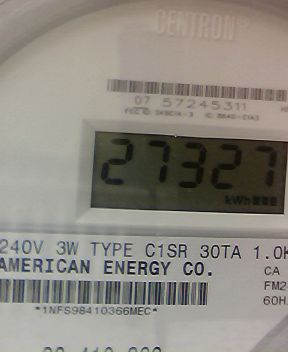 CENTRON®
07 57245311
27327
kWh
240V 3W TYPE C1SR 30TA 1.0K
AMERICAN ENERGY CO.
CA
FM2
60H
*1NFS98410366MEC*